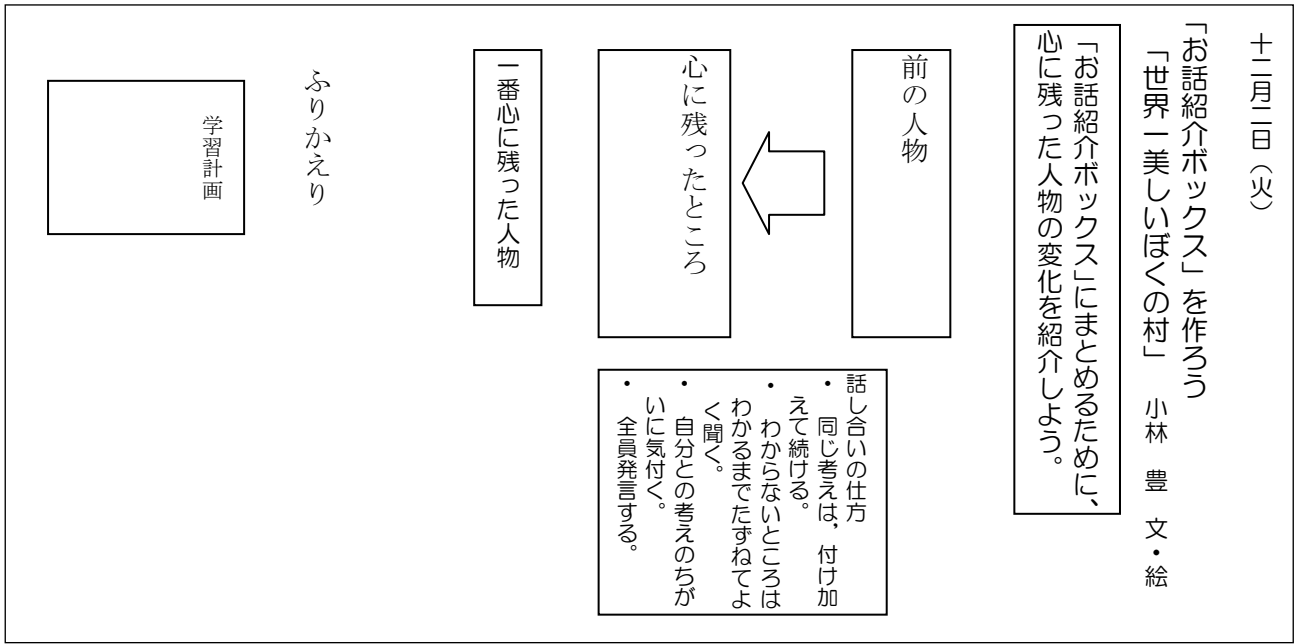 十二月二日（火）
「お話紹介ボックス」を作ろう
「世界一美しいぼくの村」　小林　豊　文・絵
「お話紹介ボックス」にまとめるために、
心に残った人物の変化を紹介しよう。
前の人物
心に残ったところ
話し合いの仕方
・　同じ考えは，付け加
えて続ける。
・　わからないところは
わかるまでたずねてよ
く聞く。
・　自分との考えのちが
いに気付く。
・　全員発言する。
一番心に残った人物
ふりかえり
学習計画